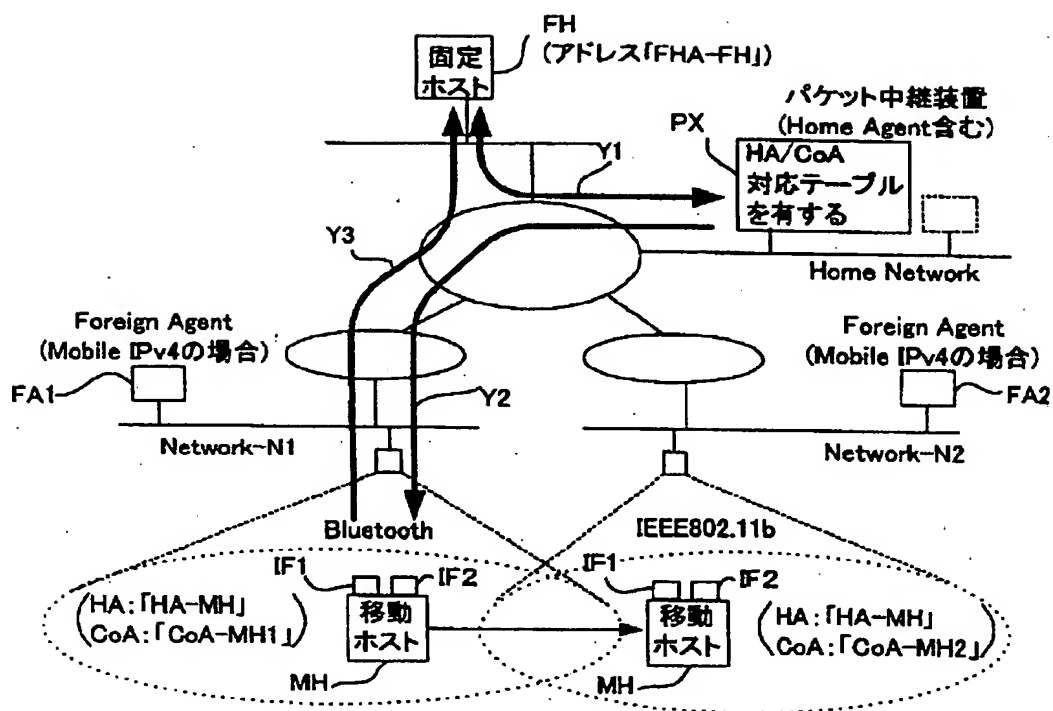 FH
(アドレス「FHA-FH」)
固定
ホスト
パケット中継装置
(Home Agent含む)
PX
HA/CoA
対応テーブル
を有する
Y1
Y3
Home Network
Foreign Agent
(Mobile IPv4の場合)
FA1
Y2
Foreign Agent
(Mobile IPv4の場合)
FA2
Network-N1
Network-N2
Bluetooth
IEEE802.11b
IF1
IF2
HA:「HA-MH」
CoA:「CoA-MH1」
移動
ホスト
MH
IF1
IF2
移動
ホスト
HA:「HA-MH」
CoA:「CoA-MH2」
MH